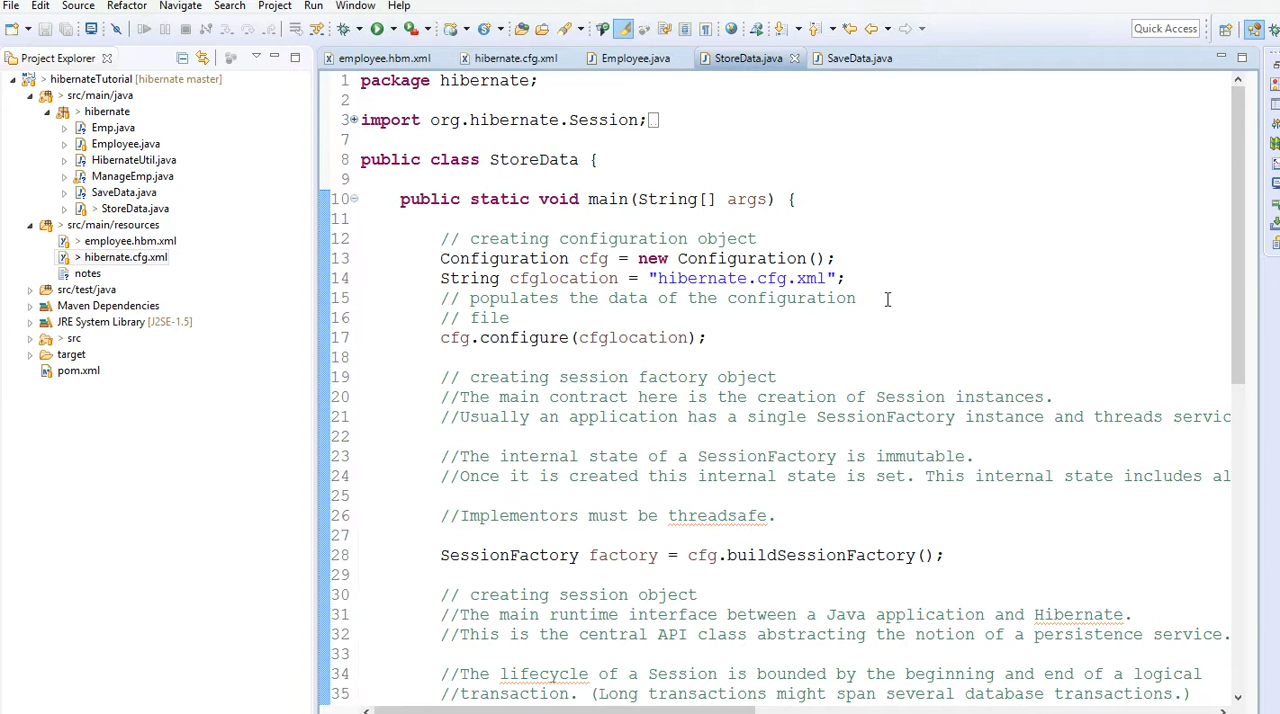 File Edit Source Refactor Navigate Search Project Run Window Help
Quick Access
Project Explorer
hibernateTutorial [hibernate master]
src/main/java
> hibernate
Emp.java
Employee.java
HibernateUtil.java
ManageEmp.java
SaveData.java
> StoreData.java
> src/main/resources
> employee.hbm.xml
> hibernate.cfg.xml
notes
src/test/java
Maven Dependencies
JRE System Library [J2SE-1.5]
> src
target
pom.xml
employee.hbm.xml hibernate.cfg.xml Employee.java StoreData.java SaveData.java
1 package hibernate;
2
3 import org.hibernate.Session;
7
8 public class StoreData {
9
10 public static void main(String[] args) {
11
12 // creating configuration object
13 Configuration cfg = new Configuration();
14 String cfglocation = "hibernate.cfg.xml";
15 // populates the data of the configuration
16 // file
17 cfg.configure(cfglocation);
18
19 // creating session factory object
20 //The main contract here is the creation of Session instances.
21 //Usually an application has a single SessionFactory instance and threads servic
22
23 //The internal state of a SessionFactory is immutable.
24 //Once it is created this internal state is set. This internal state includes al
25
26 //Implementors must be threadsafe.
27
28 SessionFactory factory = cfg.buildSessionFactory();
29
30 // creating session object
31 //The main runtime interface between a Java application and Hibernate.
32 //This is the central API class abstracting the notion of a persistence service.
33
34 //The lifecycle of a Session is bounded by the beginning and end of a logical
35 //transaction. (Long transactions might span several database transactions.)